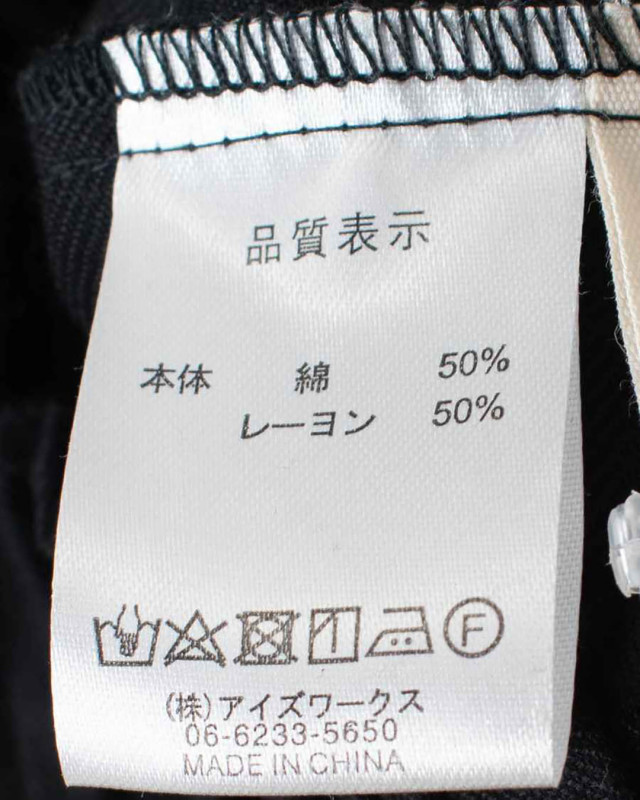 品質表示
本体 綿 50%
レーヨン 50%
F
(株)アイズワークス
06-6233-5650
MADE IN CHINA